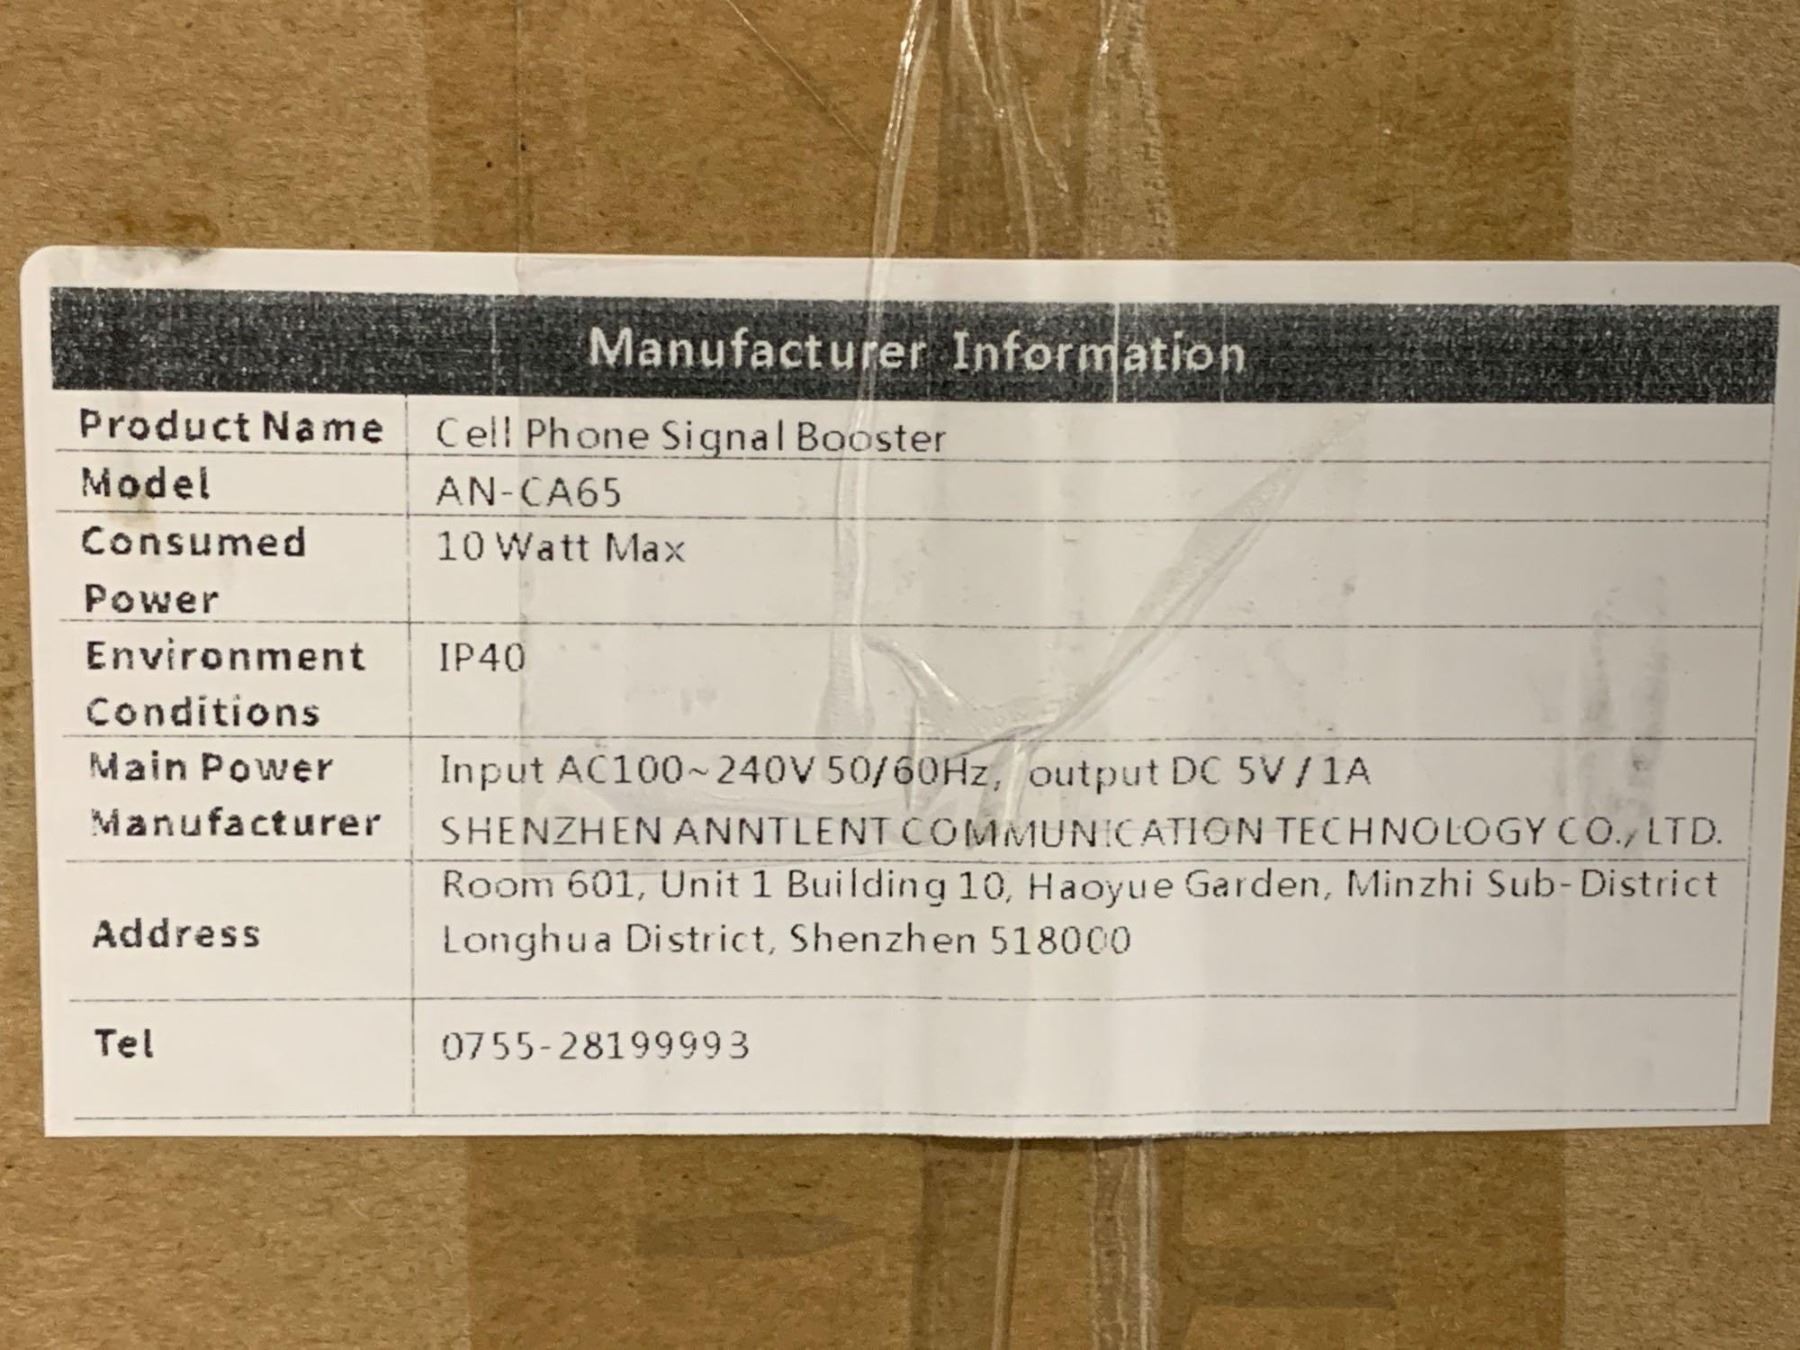 Manufacturer Information
Product Name Cell Phone Signal Booster
Model AN-CA65
Consumed 10 Watt Max
Power
Environment IP40
Conditions
Main Power Input AC100~240V 50/60Hz, output DC 5V / 1A
Manufacturer SHENZHEN ANNTLENT COMMUNICATION TECHNOLOGY CO., LTD.
Room 601, Unit 1 Building 10, Haoyue Garden, Minzhi Sub-District
Address Longhua District, Shenzhen 518000
Tel 0755-28199993